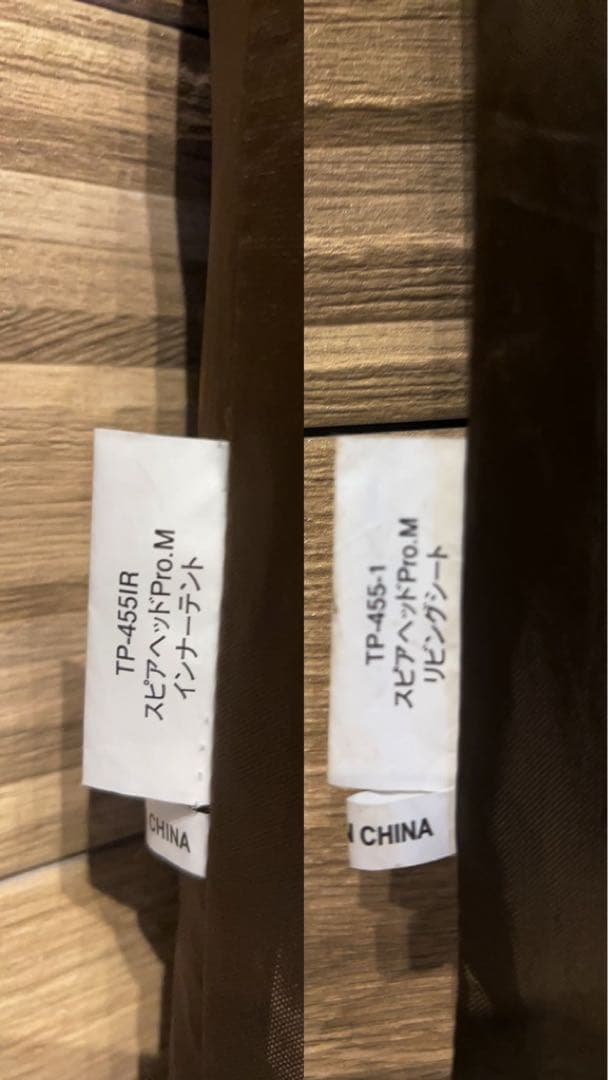 TP-455IR
スピアヘッドPro.M
インナーテント
CHINA
TP-455-1
スピアヘッドPro.M
リビングシート
N CHINA